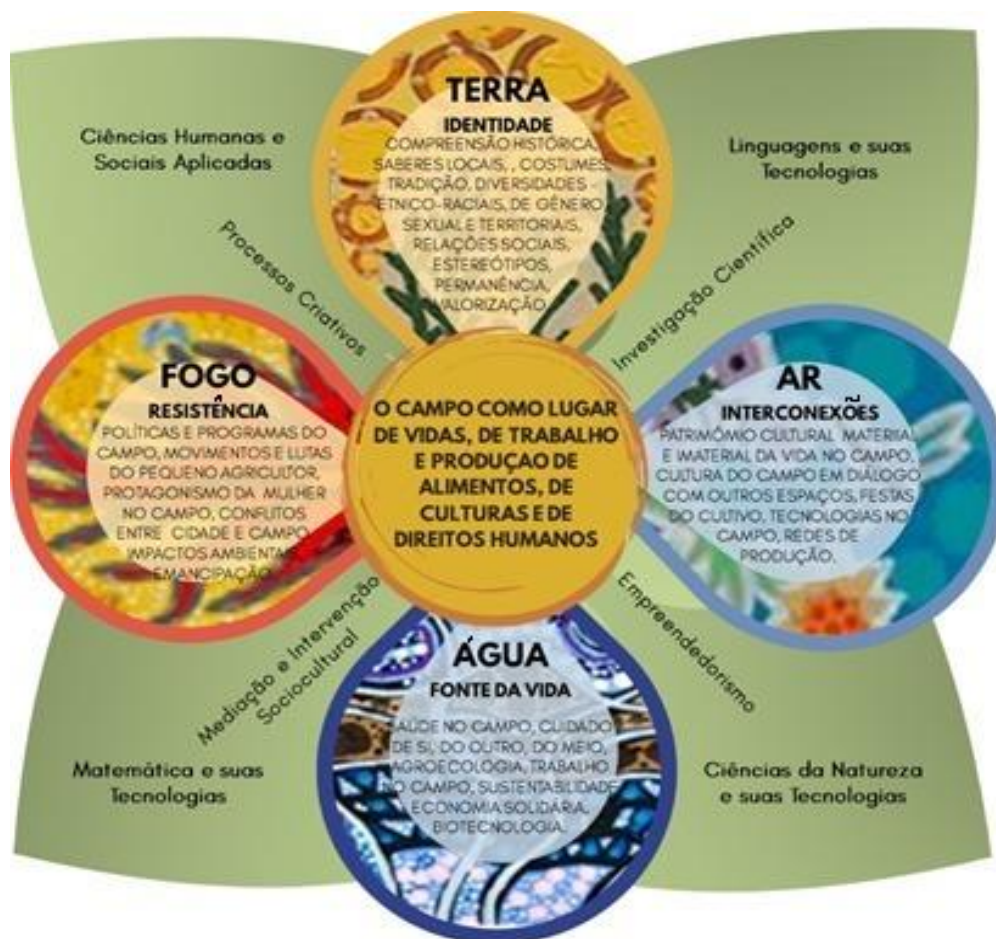 TERRA
IDENTIDADE
COMPREENSÃO HISTÓRICA,
SABERES LOCAIS, , COSTUMES,
TRADIÇÃO, DIVERSIDADES -
ETNICO-RACIAIS, DE GÊNERO,
SEXUAL E TERRITORIAIS,
RELAÇÕES SOCIAIS,
ESTEREÓTIPOS,
PERMANÊNCIA,
VALORIZAÇÃO.
Ciências Humanas e
Sociais Aplicadas
Linguagens e suas
Tecnologias
Processos Criativos
Investigação Científica
FOGO
RESISTÊNCIA
POLÍTICAS E PROGRAMAS DO
CAMPO, MOVIMENTOS E LUTAS
DO PEQUENO AGRICULTOR,
PROTAGONISMO DA MULHER
NO CAMPO, CONFLITOS
ENTRE CIDADE E CAMPO,
IMPACTOS AMBIENTAIS,
EMANCIPAÇÃO.
O CAMPO COMO LUGAR
DE VIDAS, DE TRABALHO
E PRODUÇAO DE
ALIMENTOS, DE
CULTURAS E DE
DIREITOS HUMANOS
AR
INTERCONEXÕES
PATRIMÔMIO CULTURAL MATERIAL
E IMATERIAL DA VIDA NO CAMPO,
CULTURA DO CAMPO EM DIÁLOGO
COM OUTROS ESPAÇOS, FESTAS
DO CULTIVO, TECNOLOGIAS NO
CAMPO, REDES DE
PRODUÇÃO.
Mediação e Intervenção
Sociocultural
Empreendedorismo
ÁGUA
FONTE DA VIDA
SAÚDE NO CAMPO, CUIDADO
DE SI, DO OUTRO, DO MEIO,
AGROECOLOGIA, TRABALHO
NO CAMPO, SUSTENTABILIDADE
ECONOMIA SOLIDÁRIA,
BIOTECNOLOGIA.
Matemática e suas
Tecnologias
Ciências da Natureza
e suas Tecnologias